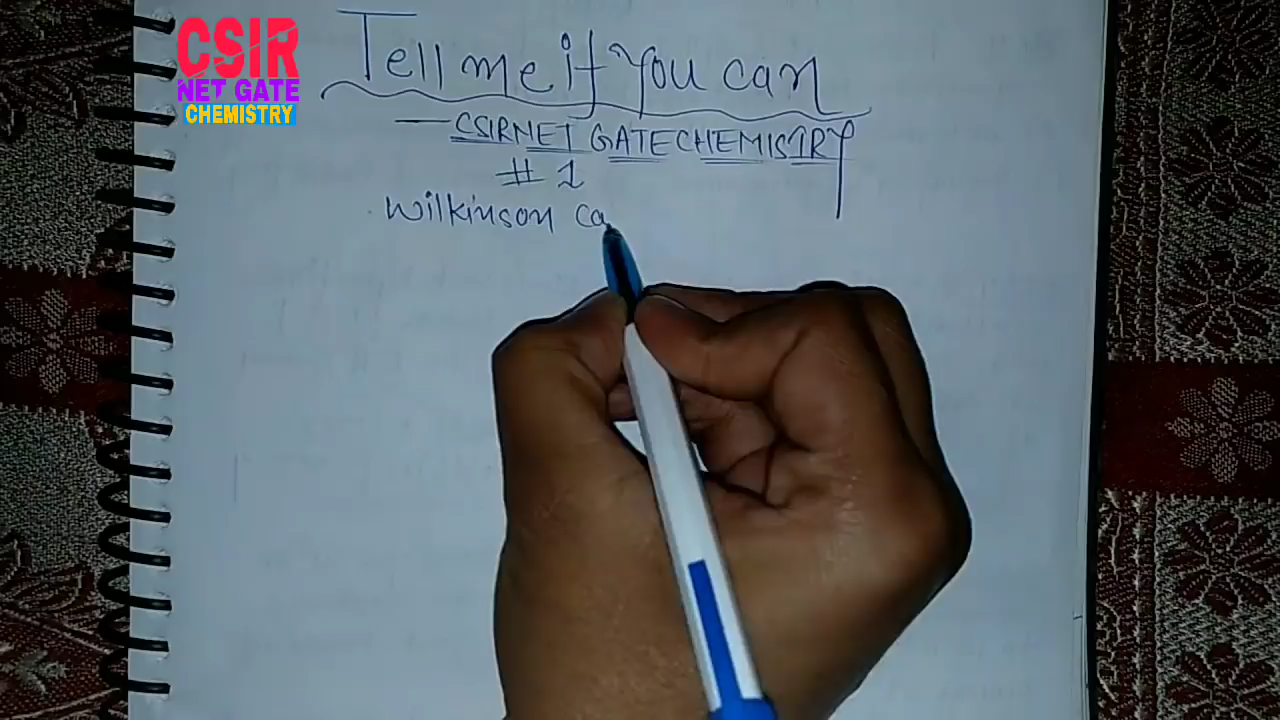 CSIR
NET GATE
CHEMISTRY
Tell me if You can
— CSIRNET GATECHEMISTRY
# 1
Wilkinson Ca